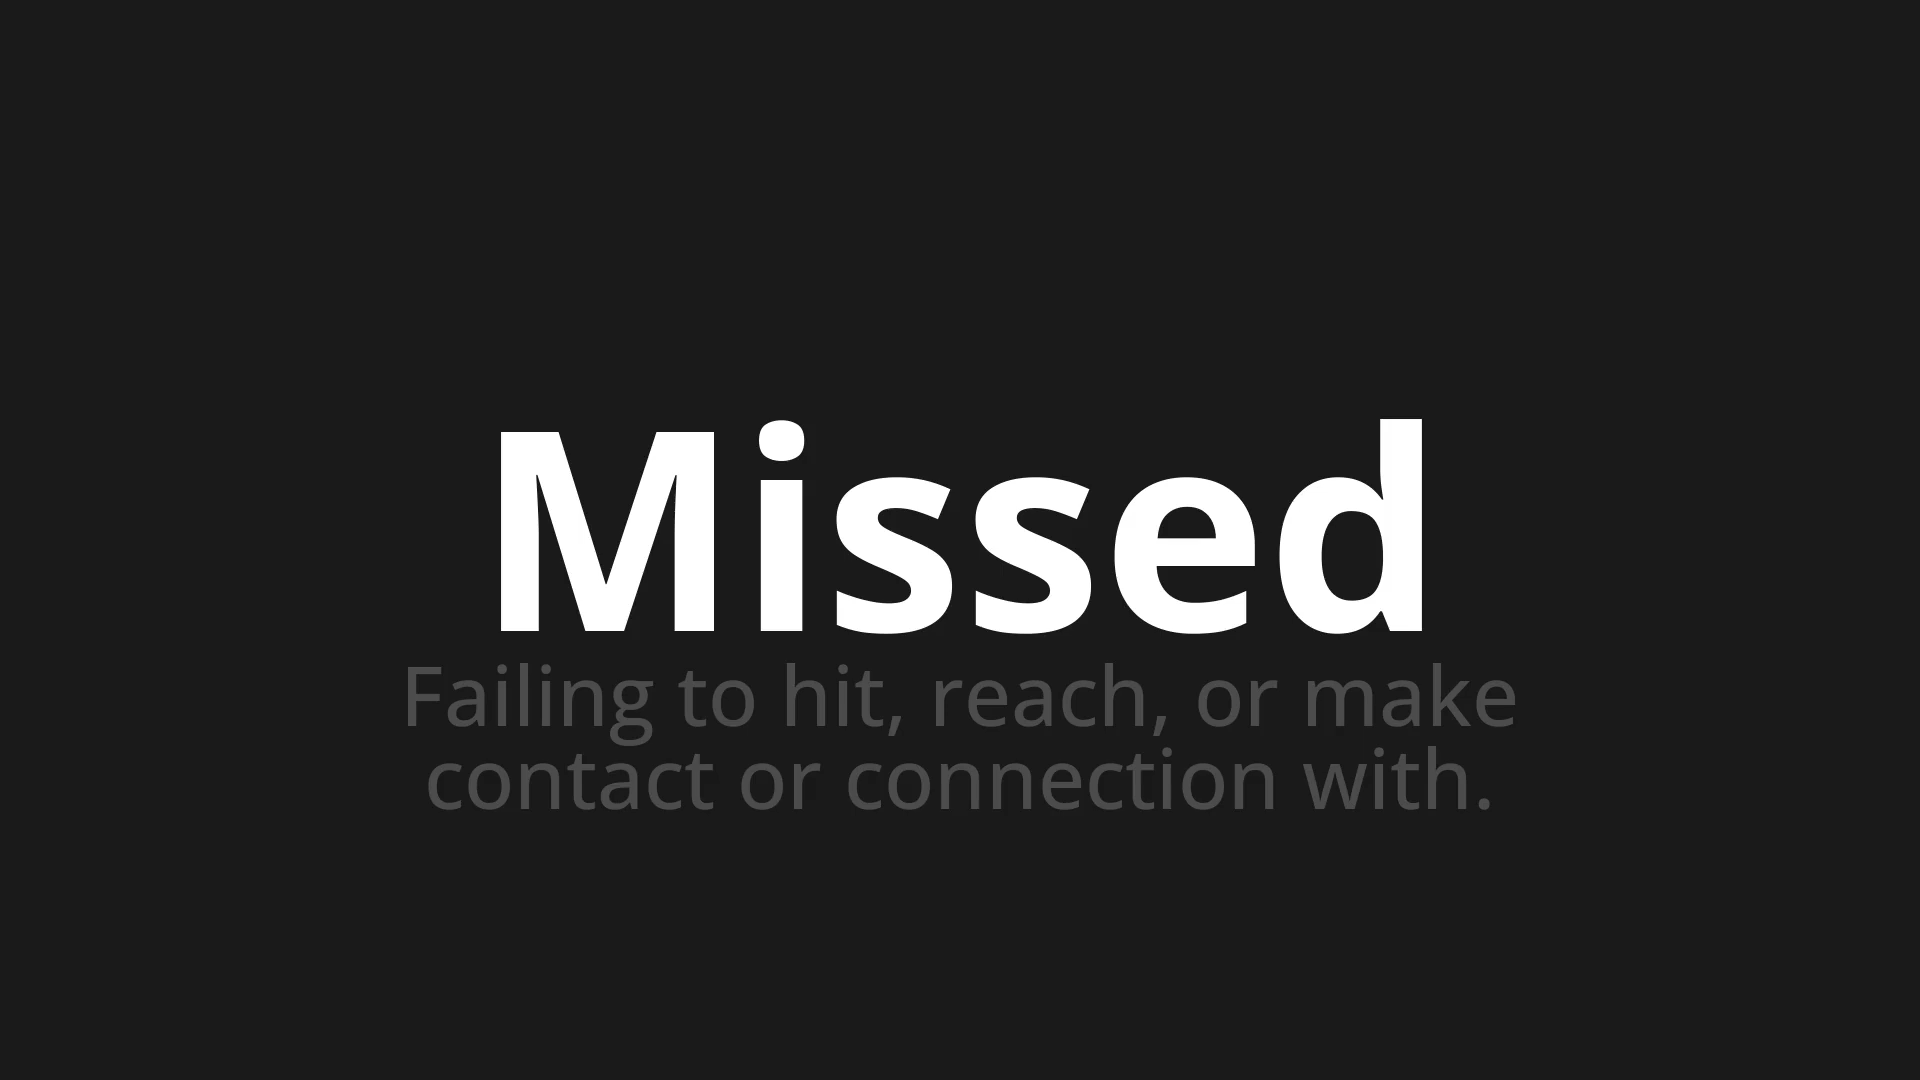 Missed
Failing to hit, reach, or make
contact or connection with.